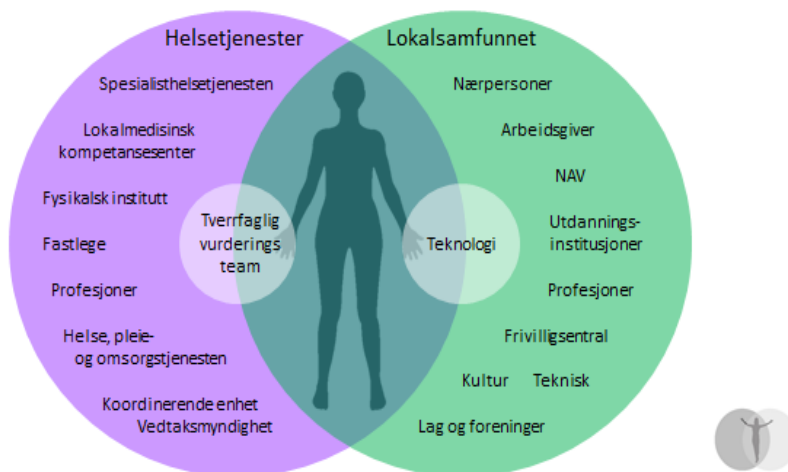 Helsetjenester
Spesialisthelsetjenesten
Lokalmedisinsk
kompetansesenter
Fysikalsk institutt
Fastlege
Profesjoner
Helse, pleie-
og omsorgstjenesten
Koordinerende enhet
Vedtaksmyndighet
Tverrfaglig
vurderings
team
Teknologi
Lokalsamfunnet
Nærpersoner
Arbeidsgiver
NAV
Utdannings-
institusjoner
Profesjoner
Frivilligsentral
Kultur Teknisk
Lag og foreninger